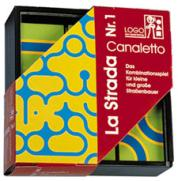 La Strada Nr. 1
LOGO
Canaletto
Das
Kombinationsspiel
für kleine
und große
Straßenbauer